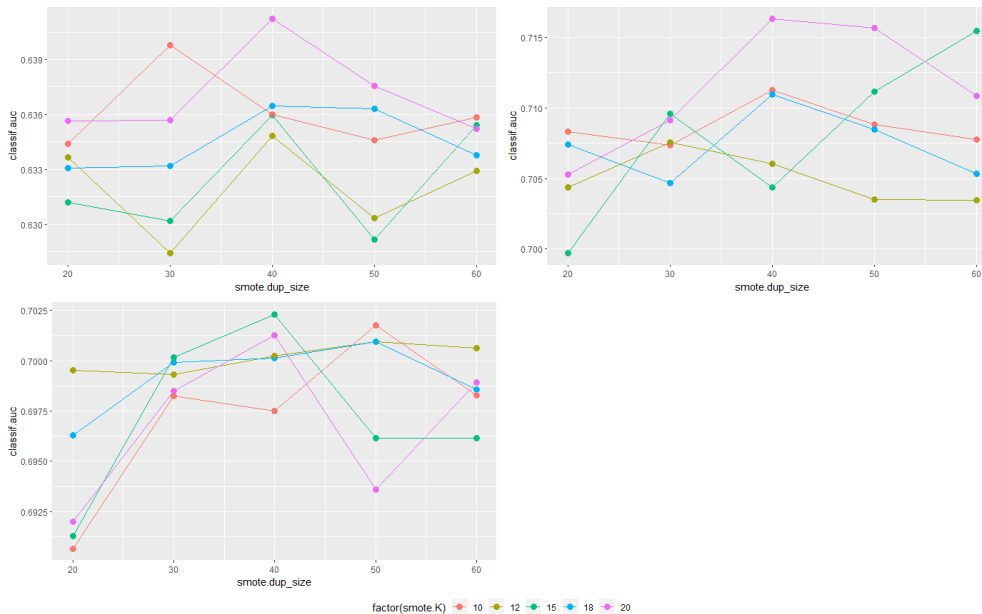 classif.auc
0.639
0.636
0.633
0.630
20 30 40 50 60
smote.dup_size
classif.auc
0.715
0.710
0.705
0.700
20 30 40 50 60
smote.dup_size
classif.auc
0.7025
0.7000
0.6975
0.6950
0.6925
20 30 40 50 60
smote.dup_size
factor(smote.K) 10 12 15 18 20